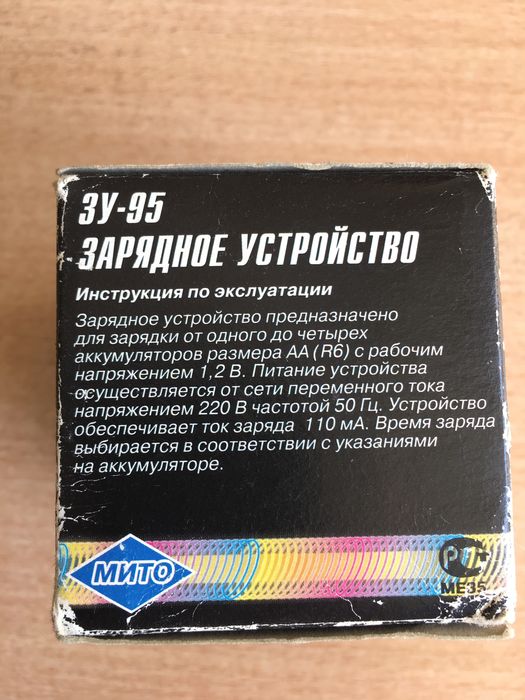 ЗУ-95
ЗАРЯДНОЕ УСТРОЙСТВО
Инструкция по экслуатации
Зарядное устройство предназначено
для зарядки от одного до четырех
аккумуляторов размера АА (R6) с рабочим
напряжением 1,2 В. Питание устройства
осуществляется от сети переменного тока
напряжением 220 В частотой 50 Гц. Устройство
обеспечивает ток заряда 110 мА. Время заряда
выбирается в соответствии с указаниями
на аккумуляторе.
МИТО
МЕ35